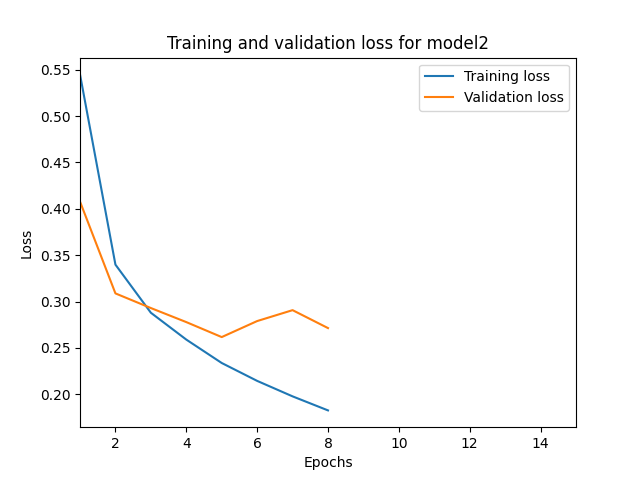 Training and validation loss for model2
Training loss
Validation loss
0.55
0.50
0.45
0.40
0.35
0.30
0.25
0.20
Loss
2 4 6 8 10 12 14
Epochs